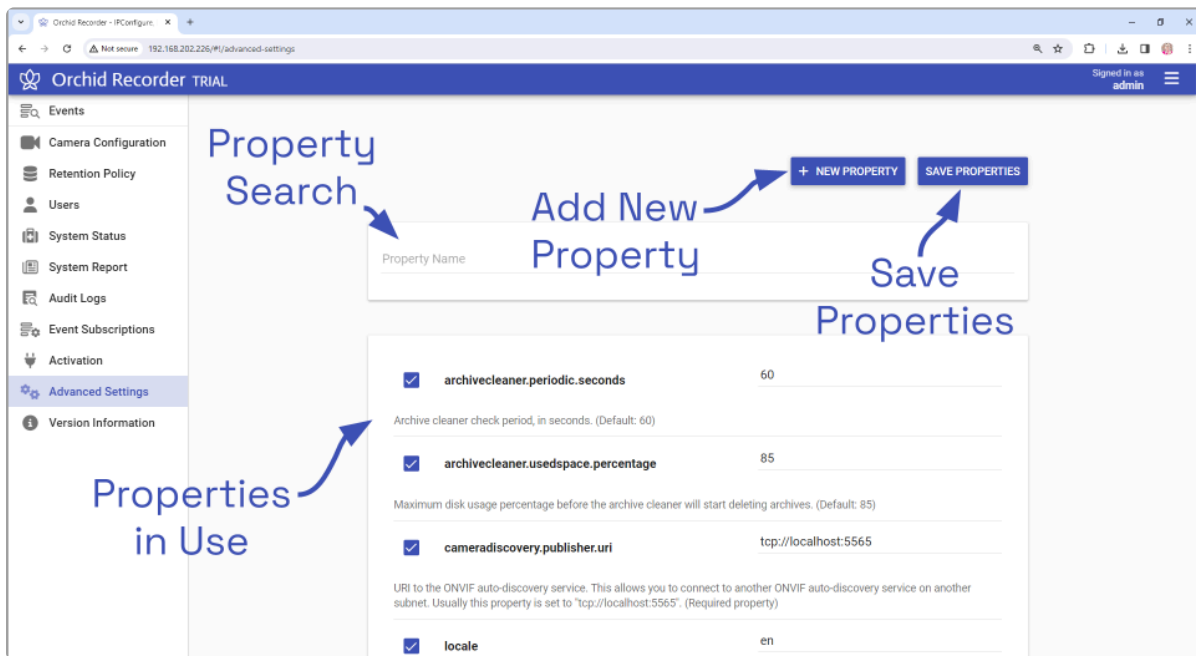 Orchid Recorder - IPConfigure
Not secure 192.168.202.226/#!/advanced-settings
Orchid Recorder TRIAL
Signed in as
admin
Events
Camera Configuration
Retention Policy
Users
System Status
System Report
Audit Logs
Event Subscriptions
Activation
Advanced Settings
Version Information
Property
Search
Add New
Property
+ NEW PROPERTY
SAVE PROPERTIES
Save
Properties
Property Name
Properties
in Use
archivecleaner.periodic.seconds
60
Archive cleaner check period, in seconds. (Default: 60)
archivecleaner.usedspace.percentage
85
Maximum disk usage percentage before the archive cleaner will start deleting archives. (Default: 85)
cameradiscovery.publisher.uri
tcp://localhost:5565
URI to the ONVIF auto-discovery service. This allows you to connect to another ONVIF auto-discovery service on another
subnet. Usually this property is set to "tcp://localhost:5565". (Required property)
locale
en